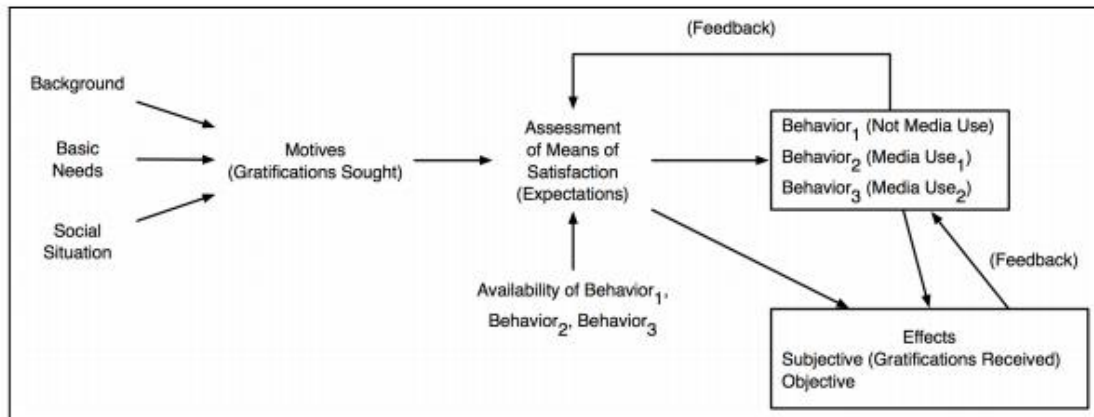 (Feedback)
Background
Basic
Needs
Social
Situation
Motives
(Gratifications Sought)
Assessment
of Means of
Satisfaction
(Expectations)
Availability of Behavior₁,
Behavior₂, Behavior₃
Behavior₁ (Not Media Use)
Behavior₂ (Media Use₁)
Behavior₃ (Media Use₂)
(Feedback)
Effects
Subjective (Gratifications Received)
Objective